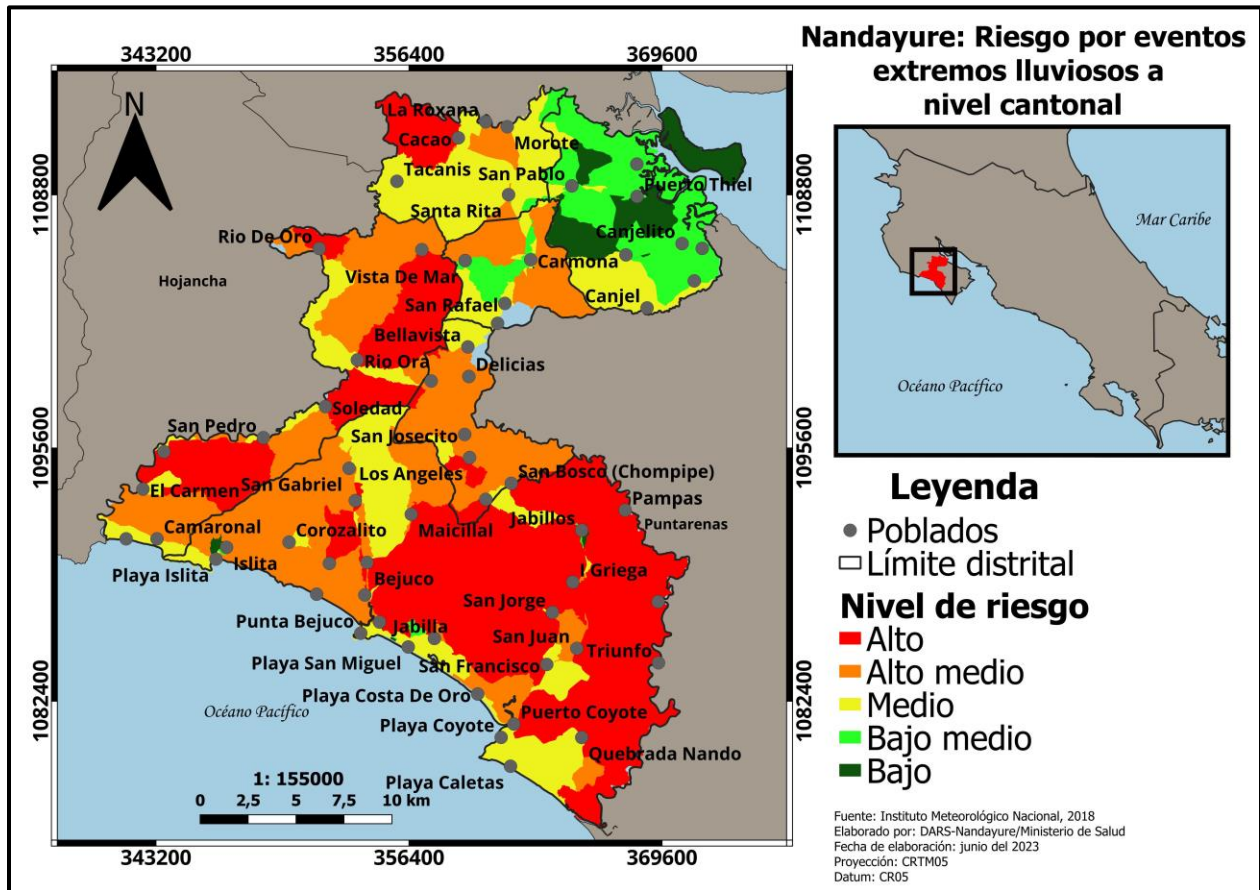 Nandayure: Riesgo por eventos
extremos lluviosos a
nivel cantonal
343200
356400
369600
N
La Roxana
Cacao
Morote
Tacanis
San Pablo
Puerto Thiel
Santa Rita
1108800
1108800
Rio De Oro
Canjelito
Vista De Mar
Carmona
Hojancha
San Rafael
Canjel
Bellavista
Rio Ora
Delicias
Soledad
San Pedro
San Josecito
1095600
1095600
Los Angeles
San Bosco (Chompipe)
El Carmen
San Gabriel
Pampas
Camaronal
Corozalito
Maicillal
Jabillos
Puntarenas
Islita
Playa Islita
Bejuco
I Griega
San Jorge
Punta Bejuco
Jabilla
San Juan
Triunfo
Playa San Miguel
San Francisco
Playa Costa De Oro
1082400
1082400
Océano Pacífico
Playa Coyote
Puerto Coyote
Quebrada Nando
Playa Caletas
1: 155000
0 2,5 5 7,5 10 km
343200
356400
369600
Mar Caribe
Océano Pacífico
Leyenda
Poblados
Límite distrital
Nivel de riesgo
Alto
Alto medio
Medio
Bajo medio
Bajo
Fuente: Instituto Meteorológico Nacional, 2018
Elaborado por: DARS-Nandayure/Ministerio de Salud
Fecha de elaboración: junio del 2023
Proyección: CRTM05
Datum: CR05